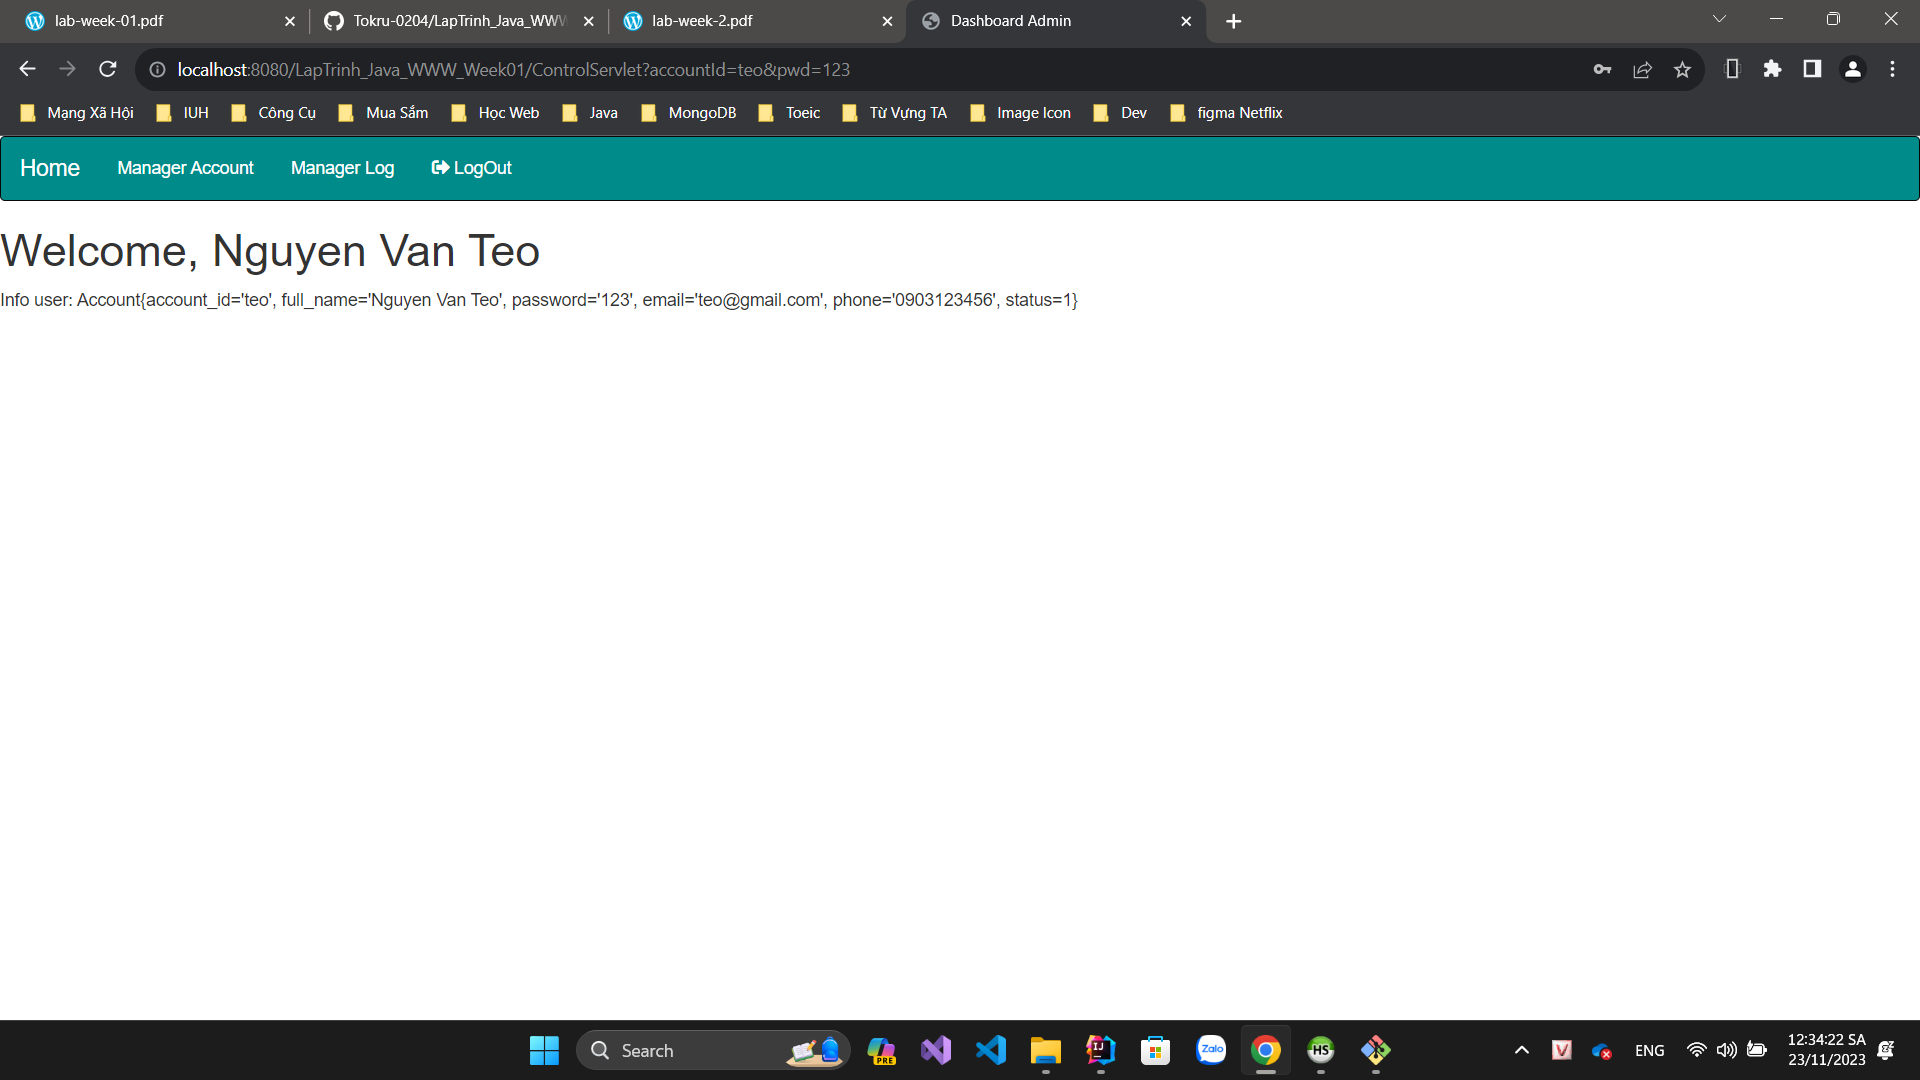 lab-week-01.pdf
Tokru-0204/LapTrinh_Java_WWW
lab-week-2.pdf
Dashboard Admin
localhost:8080/LapTrinh_Java_WWW_Week01/ControlServlet?accountId=teo&pwd=123
Mạng Xã Hội IUH Công Cụ Mua Sắm Học Web Java MongoDB Toeic Từ Vựng TA Image Icon Dev figma Netflix
Home Manager Account Manager Log LogOut
Welcome, Nguyen Van Teo
Info user: Account{account_id='teo', full_name='Nguyen Van Teo', password='123', email='teo@gmail.com', phone='0903123456', status=1}
Search
PRE
IJ
Zalo
HS
V
ENG
12:34:22 SA
23/11/2023